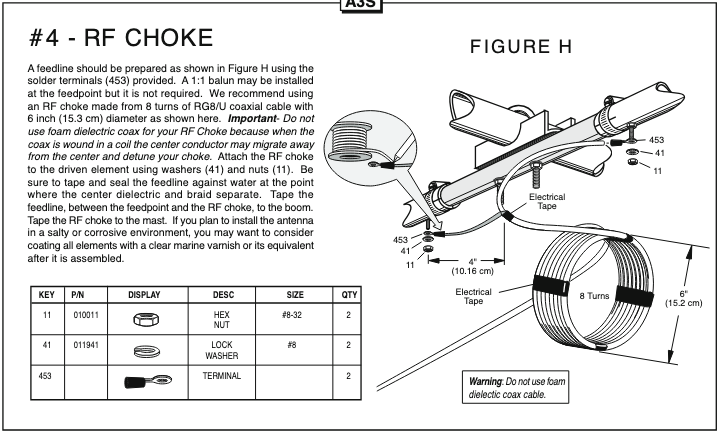 A3S
#4 - RF CHOKE
A feedline should be prepared as shown in Figure H using the
solder terminals (453) provided. A 1:1 balun may be installed
at the feedpoint but it is not required. We recommend using
an RF choke made from 8 turns of RG8/U coaxial cable with
6 inch (15.3 cm) diameter as shown here. Important- Do not
use foam dielectric coax for your RF Choke because when the
coax is wound in a coil the center conductor may migrate away
from the center and detune your choke. Attach the RF choke
to the driven element using washers (41) and nuts (11). Be
sure to tape and seal the feedline against water at the point
where the center dielectric and braid separate. Tape the
feedline, between the feedpoint and the RF choke, to the boom.
Tape the RF choke to the mast. If you plan to install the antenna
in a salty or corrosive environment, you may want to consider
coating all elements with a clear marine varnish or its equivalent
after it is assembled.
KEY P/N DISPLAY DESC SIZE QTY
11 010011 HEX NUT #8-32 2
41 011941 LOCK WASHER #8 2
453 TERMINAL 2
FIGURE H
453
41
11
Electrical
Tape
453
41
11
4"
(10.16 cm)
Electrical
Tape
8 Turns
6"
(15.2 cm)
Warning: Do not use foam
dielectic coax cable.